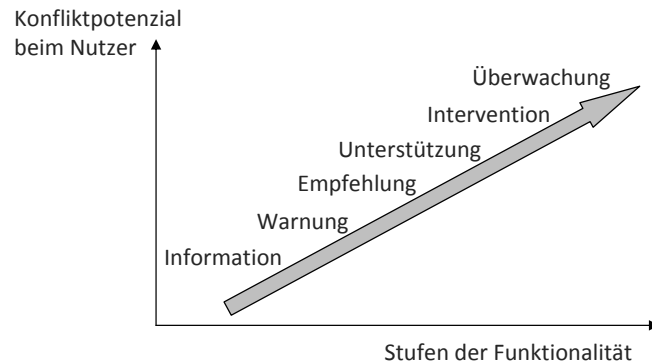 Konfliktpotenzial
beim Nutzer
Überwachung
Intervention
Unterstützung
Empfehlung
Warnung
Information
Stufen der Funktionalität